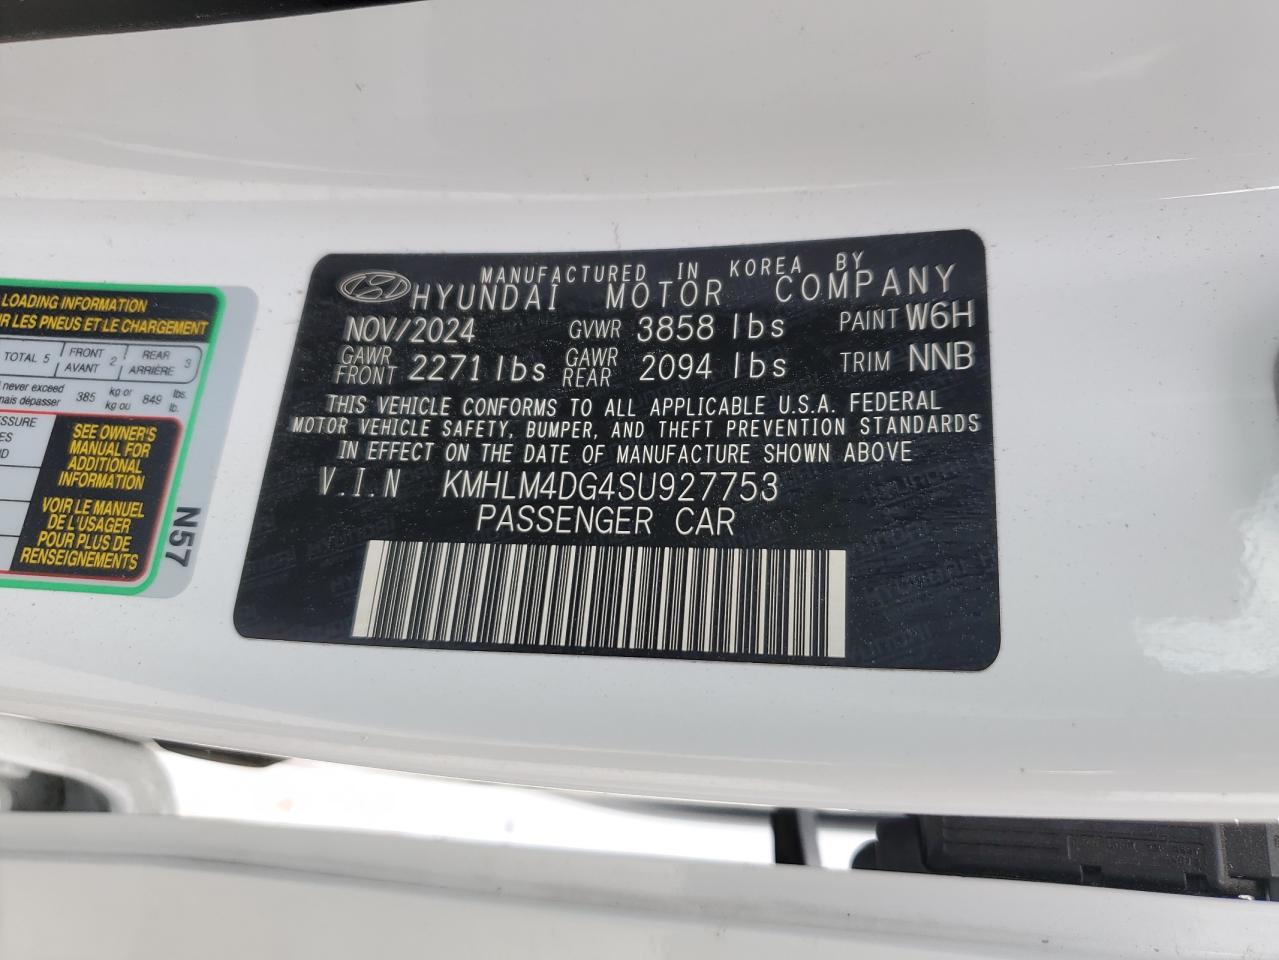 MANUFACTURED IN KOREA BY
HYUNDAI MOTOR COMPANY
NOV/2024 GVWR 3858 lbs PAINT W6H
GAWR FRONT 2271 lbs GAWR REAR 2094 lbs TRIM NNB
THIS VEHICLE CONFORMS TO ALL APPLICABLE U.S.A. FEDERAL
MOTOR VEHICLE SAFETY, BUMPER, AND THEFT PREVENTION STANDARDS
IN EFFECT ON THE DATE OF MANUFACTURE SHOWN ABOVE
V.I.N KMHLM4DG4SU927753
PASSENGER CAR
LOADING INFORMATION
LES PNEUS ET LE CHARGEMENT
TOTAL 5 FRONT AVANT 2 REAR ARRIÈRE 3
never exceed 385 kg or 849 lbs.
dépasser kg ou lb.
SEE OWNER'S
MANUAL FOR
ADDITIONAL
INFORMATION
VOIR LE MANUEL
DE L'USAGER
POUR PLUS DE
RENSEIGNEMENTS
N57